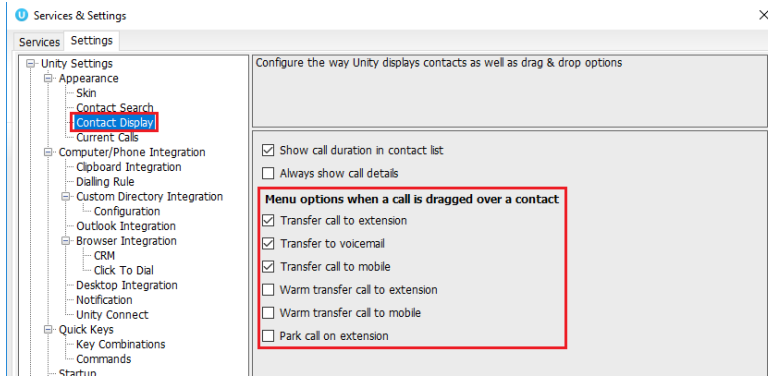 Services & Settings
Services Settings
Unity Settings
Appearance
Skin
Contact Search
Contact Display
Current Calls
Computer/Phone Integration
Clipboard Integration
Dialling Rule
Custom Directory Integration
Configuration
Outlook Integration
Browser Integration
CRM
Click To Dial
Desktop Integration
Notification
Unity Connect
Quick Keys
Key Combinations
Commands
Startup
Configure the way Unity displays contacts as well as drag & drop options
Show call duration in contact list
Always show call details
Menu options when a call is dragged over a contact
Transfer call to extension
Transfer to voicemail
Transfer call to mobile
Warm transfer call to extension
Warm transfer call to mobile
Park call on extension